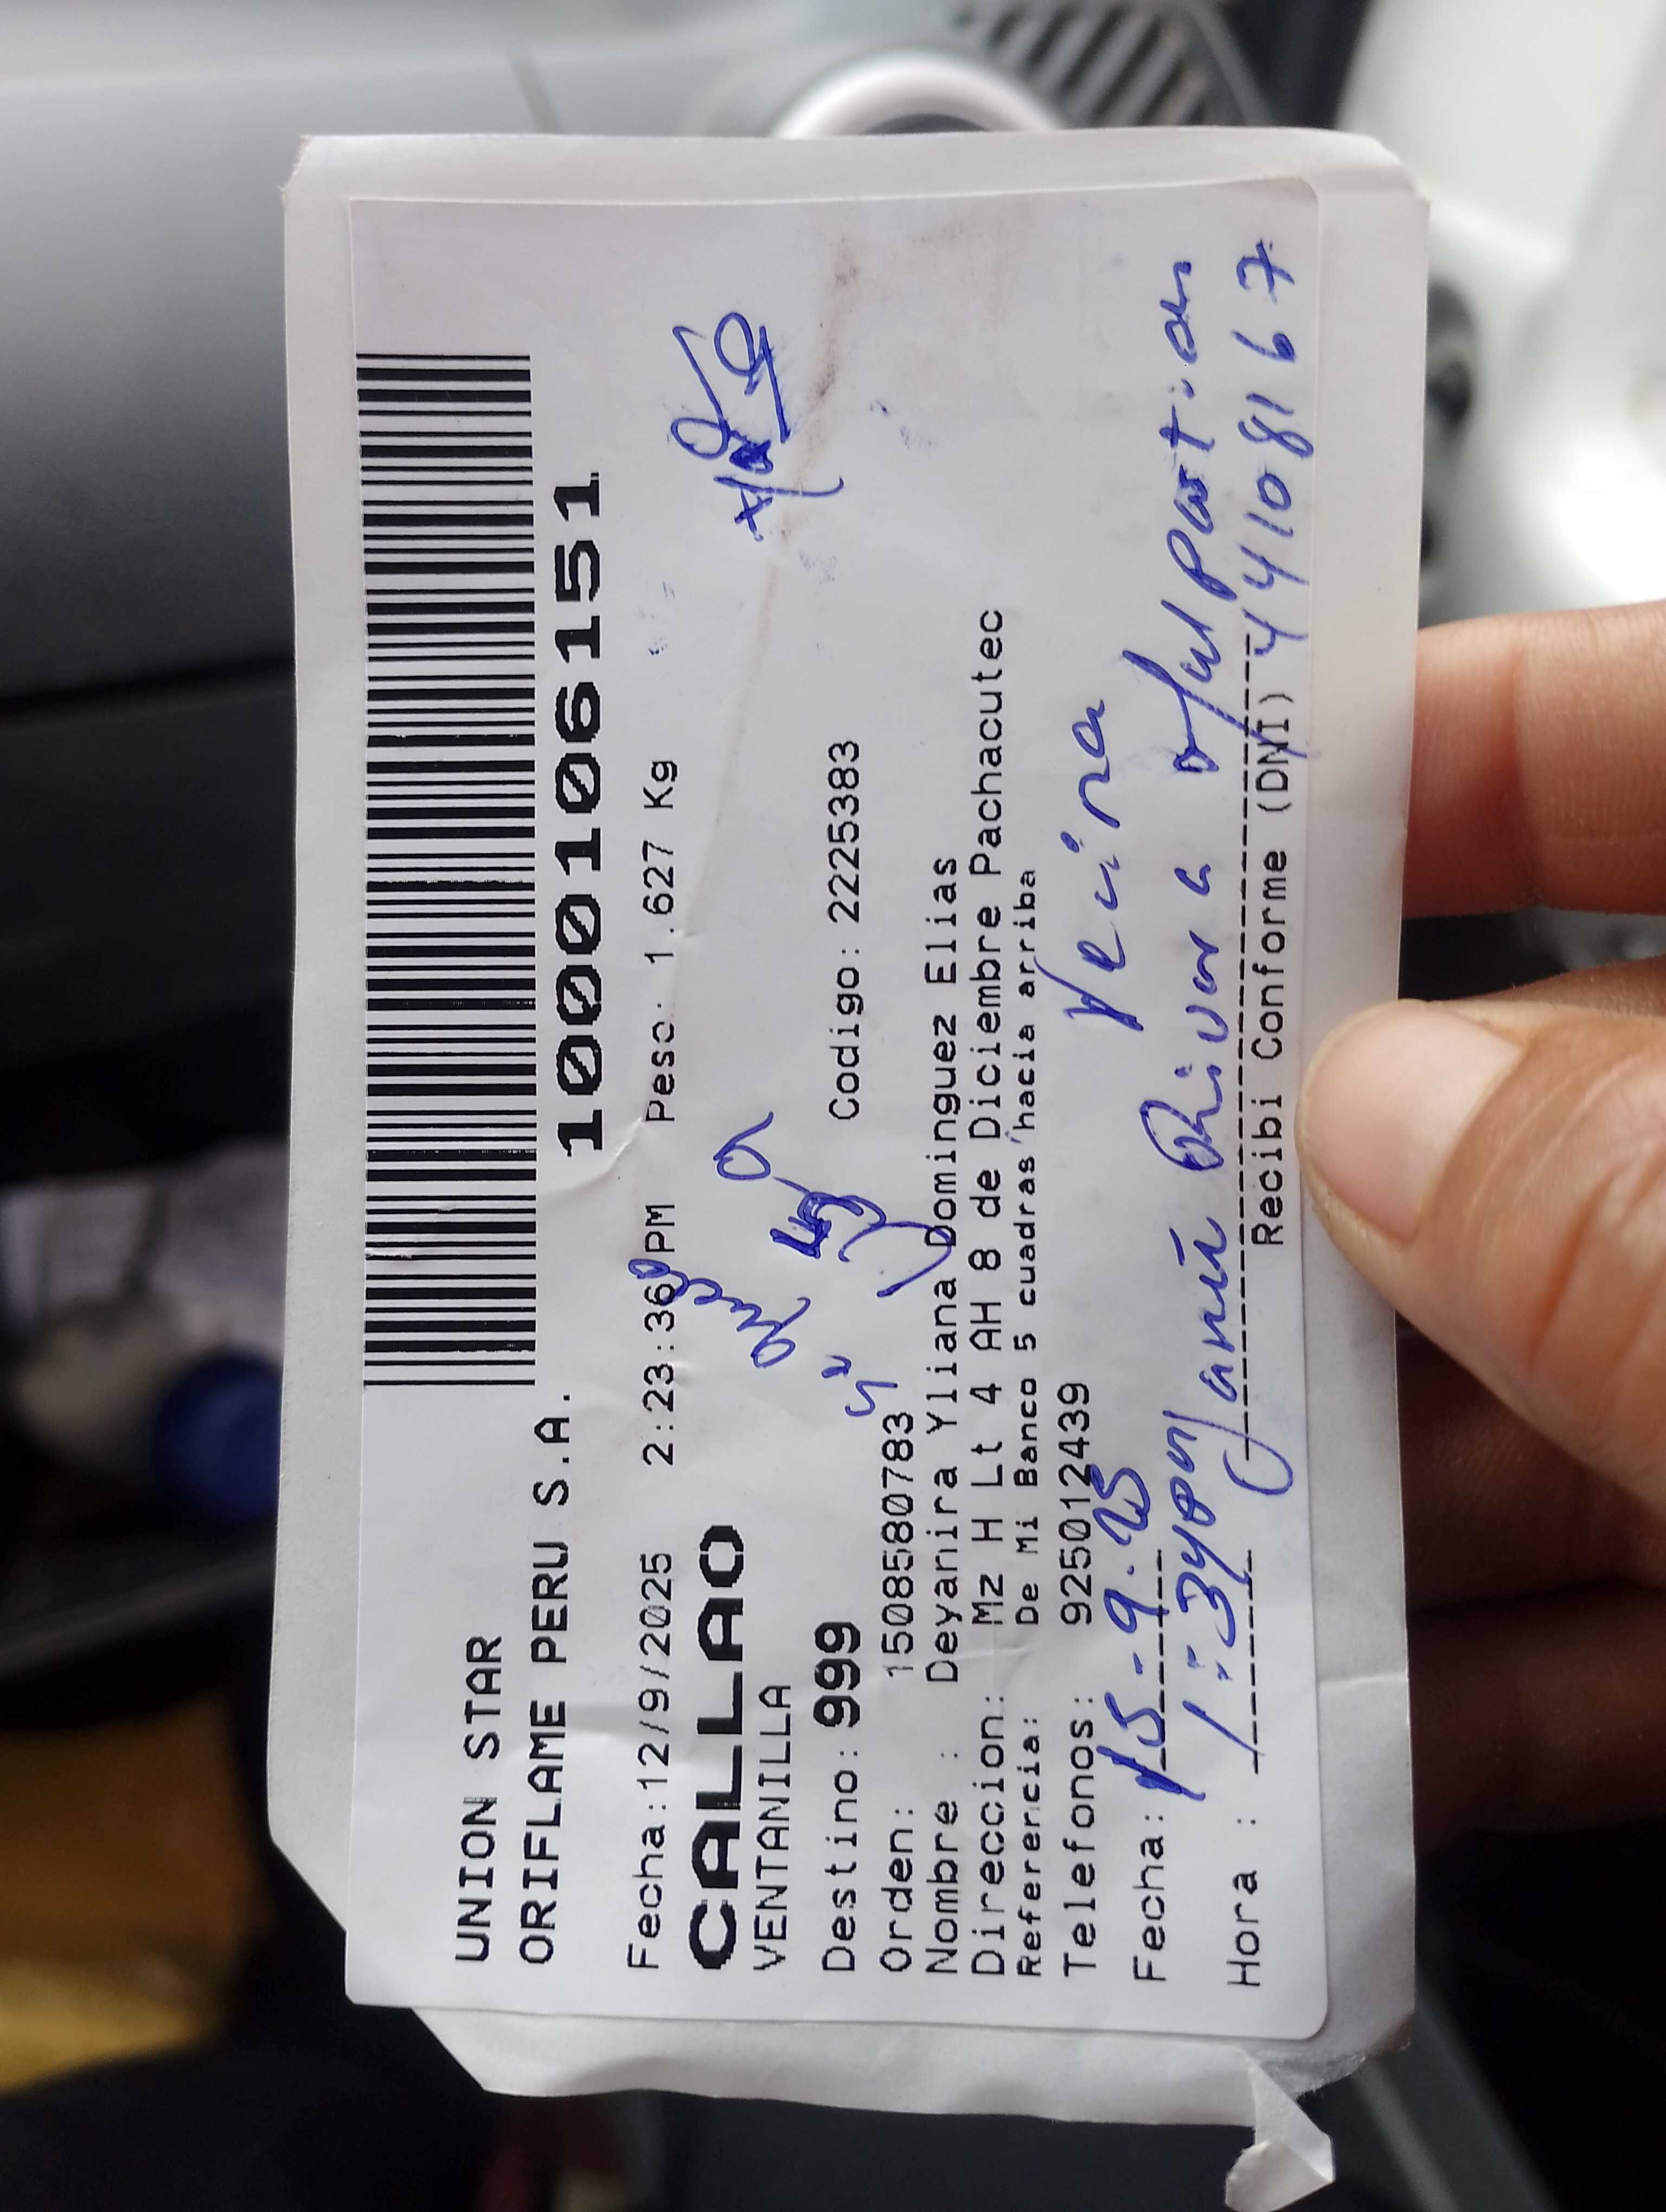 UNION STAR
ORIFLAME PERU S.A.
1000106151
Fecha:12/9/2025 2:23:36 PM Peso: 1.627 Kg
CALLAO
VENTANILLA
Destino: 999 Codigo: 2225383
Orden: 15085580783
Nombre : Deyanira Yliana Dominguez Elias
Direccion: Mz H Lt 4 AH 8 de Diciembre Pachacutec
Referencia: De Mi Banco 5 cuadras hacia arriba
Telefonos: 925012439
Vecina
Fecha: 15-9-25
Hora : 1:34pm
44108167
Recibi Conforme (DNI)